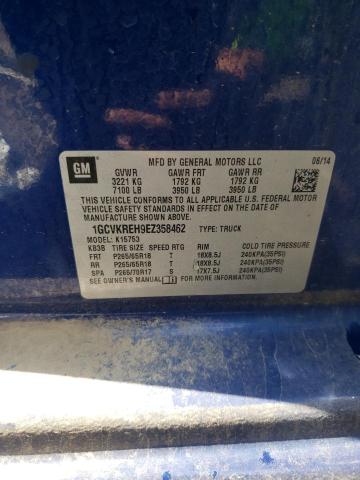 GM
MFD BY GENERAL MOTORS LLC 06/14
GVWR GAWR FRT GAWR RR
3221 KG 1792 KG 1792 KG
7100 LB 3950 LB 3950 LB
THIS VEHICLE CONFORMS TO ALL APPLICABLE U.S. FEDERAL MOTOR
VEHICLE SAFETY STANDARDS IN EFFECT ON THE DATE OF
MANUFACTURE SHOWN ABOVE.
1GCVKREH9EZ358462 TYPE: TRUCK
MODEL: K15753
KB3B TIRE SIZE SPEED RTG RIM COLD TIRE PRESSURE
FRT P265/65R18 T 18X8.5J 240KPA(35PSI)
RR P265/65R18 T 18X8.5J 240KPA(35PSI)
SPA P265/70R17 S 17X7.5J 240KPA(35PSI)
SEE OWNER'S MANUAL FOR MORE INFORMATION.